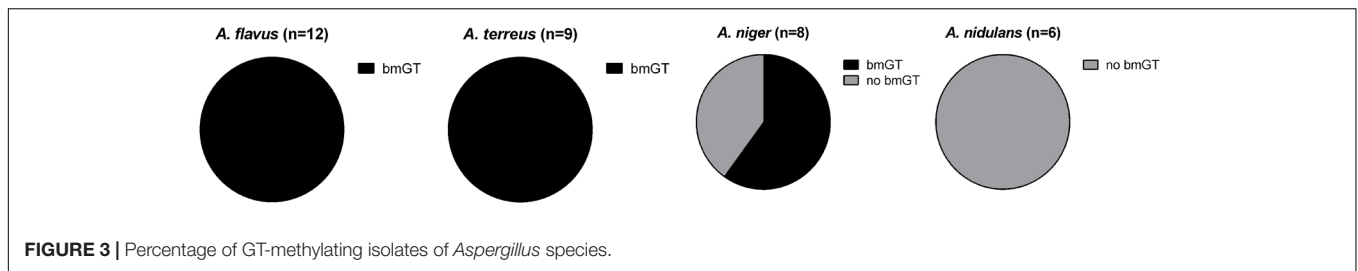 A. flavus (n=12)
bmGT
A. terreus (n=9)
bmGT
A. niger (n=8)
bmGT
no bmGT
A. nidulans (n=6)
no bmGT
FIGURE 3 | Percentage of GT-methylating isolates of Aspergillus species.